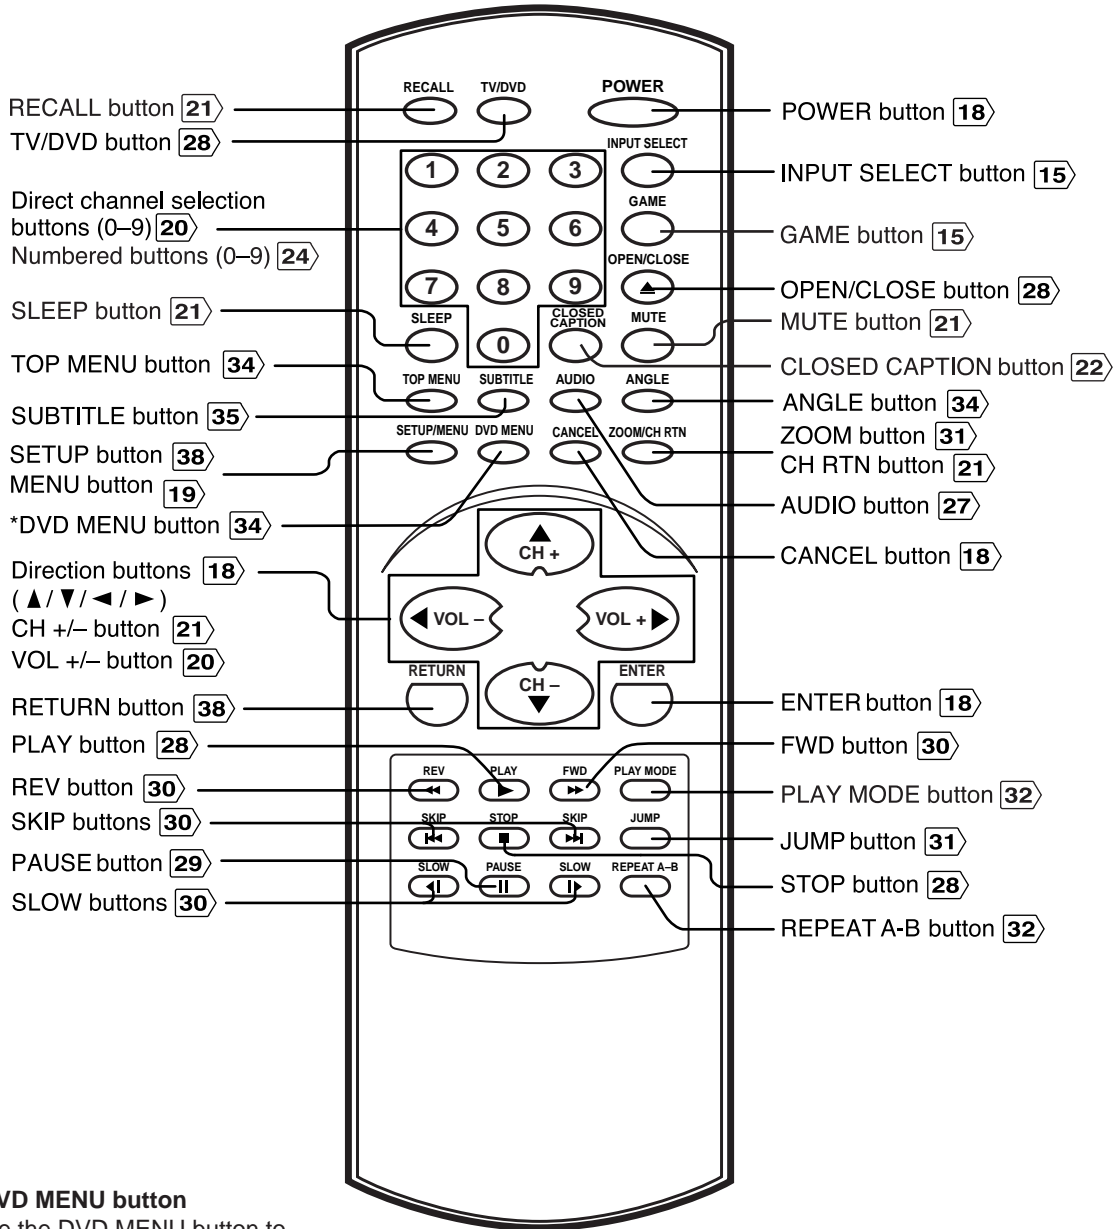 RECALL button 21
TV/DVD button 28
Direct channel selection
buttons (0–9) 20
Numbered buttons (0–9) 24
SLEEP button 21
TOP MENU button 34
SUBTITLE button 35
SETUP button 38
MENU button 19
*DVD MENU button 34
Direction buttons 18
( ▲ / ▼ / ◄ / ► )
CH +/– button 21
VOL +/– button 20
RETURN button 38
PLAY button 28
REV button 30
SKIP buttons 30
PAUSE button 29
SLOW buttons 30
RECALL TV/DVD POWER
INPUT SELECT
1 2 3
GAME
4 5 6
OPEN/CLOSE
7 8 9
SLEEP CLOSED CAPTION MUTE
0
TOP MENU SUBTITLE AUDIO ANGLE
SETUP/MENU DVD MENU CANCEL ZOOM/CH RTN
▲
CH +
◄ VOL – VOL + ►
RETURN CH – ENTER
▼
REV PLAY FWD PLAY MODE
SKIP STOP SKIP JUMP
SLOW PAUSE SLOW REPEAT A–B
POWER button 18
INPUT SELECT button 15
GAME button 15
OPEN/CLOSE button 28
MUTE button 21
CLOSED CAPTION button 22
ANGLE button 34
ZOOM button 31
CH RTN button 21
AUDIO button 27
CANCEL button 18
ENTER button 18
FWD button 30
PLAY MODE button 32
JUMP button 31
STOP button 28
REPEAT A-B button 32
VD MENU button
e the DVD MENU button to